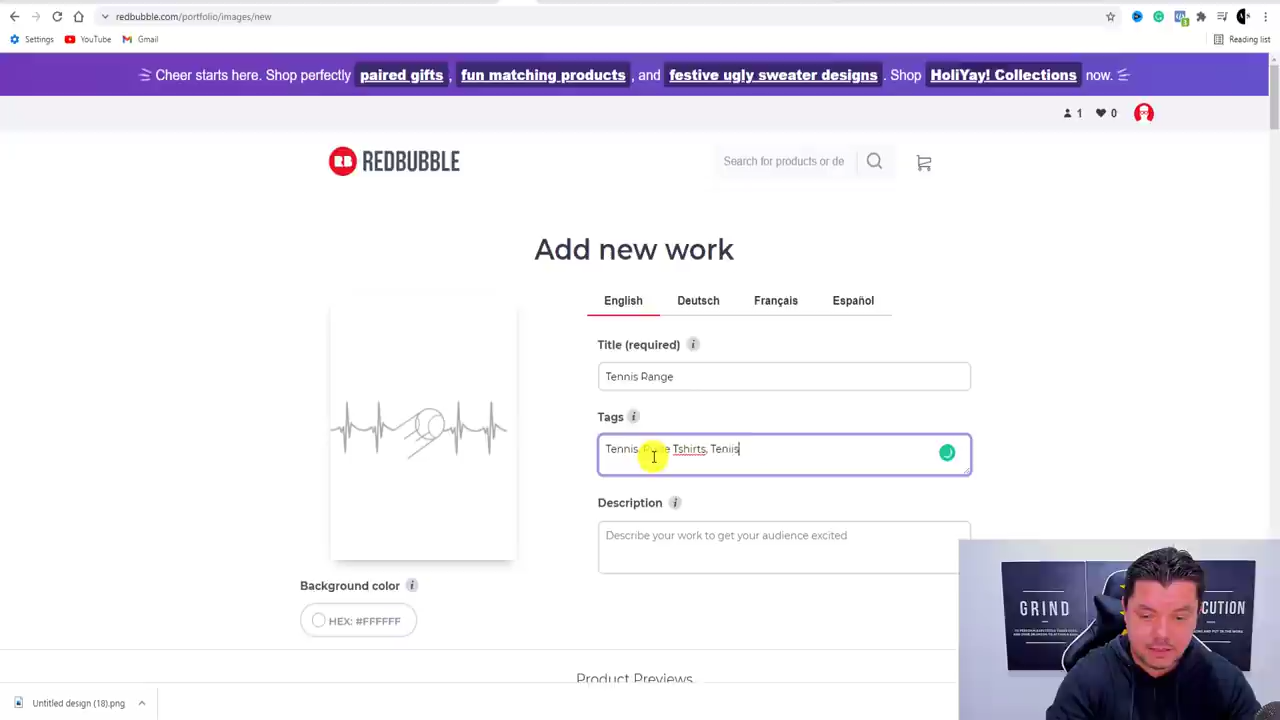 redbubble.com/portfolio/images/new
Settings YouTube Gmail Reading list
Cheer starts here. Shop perfectly paired gifts , fun matching products , and festive ugly sweater designs . Shop HoliYay! Collections now.
1 0
RB REDBUBBLE Search for products or de
Add new work
English Deutsch Français Español
Title (required) i
Tennis Range
Tags i
Tennis, Tshirts, Teniis
Description i
Describe your work to get your audience excited
Background color i
HEX: #FFFFFF
Product Previews
Untitled design (18).png
GRIND
CUTION